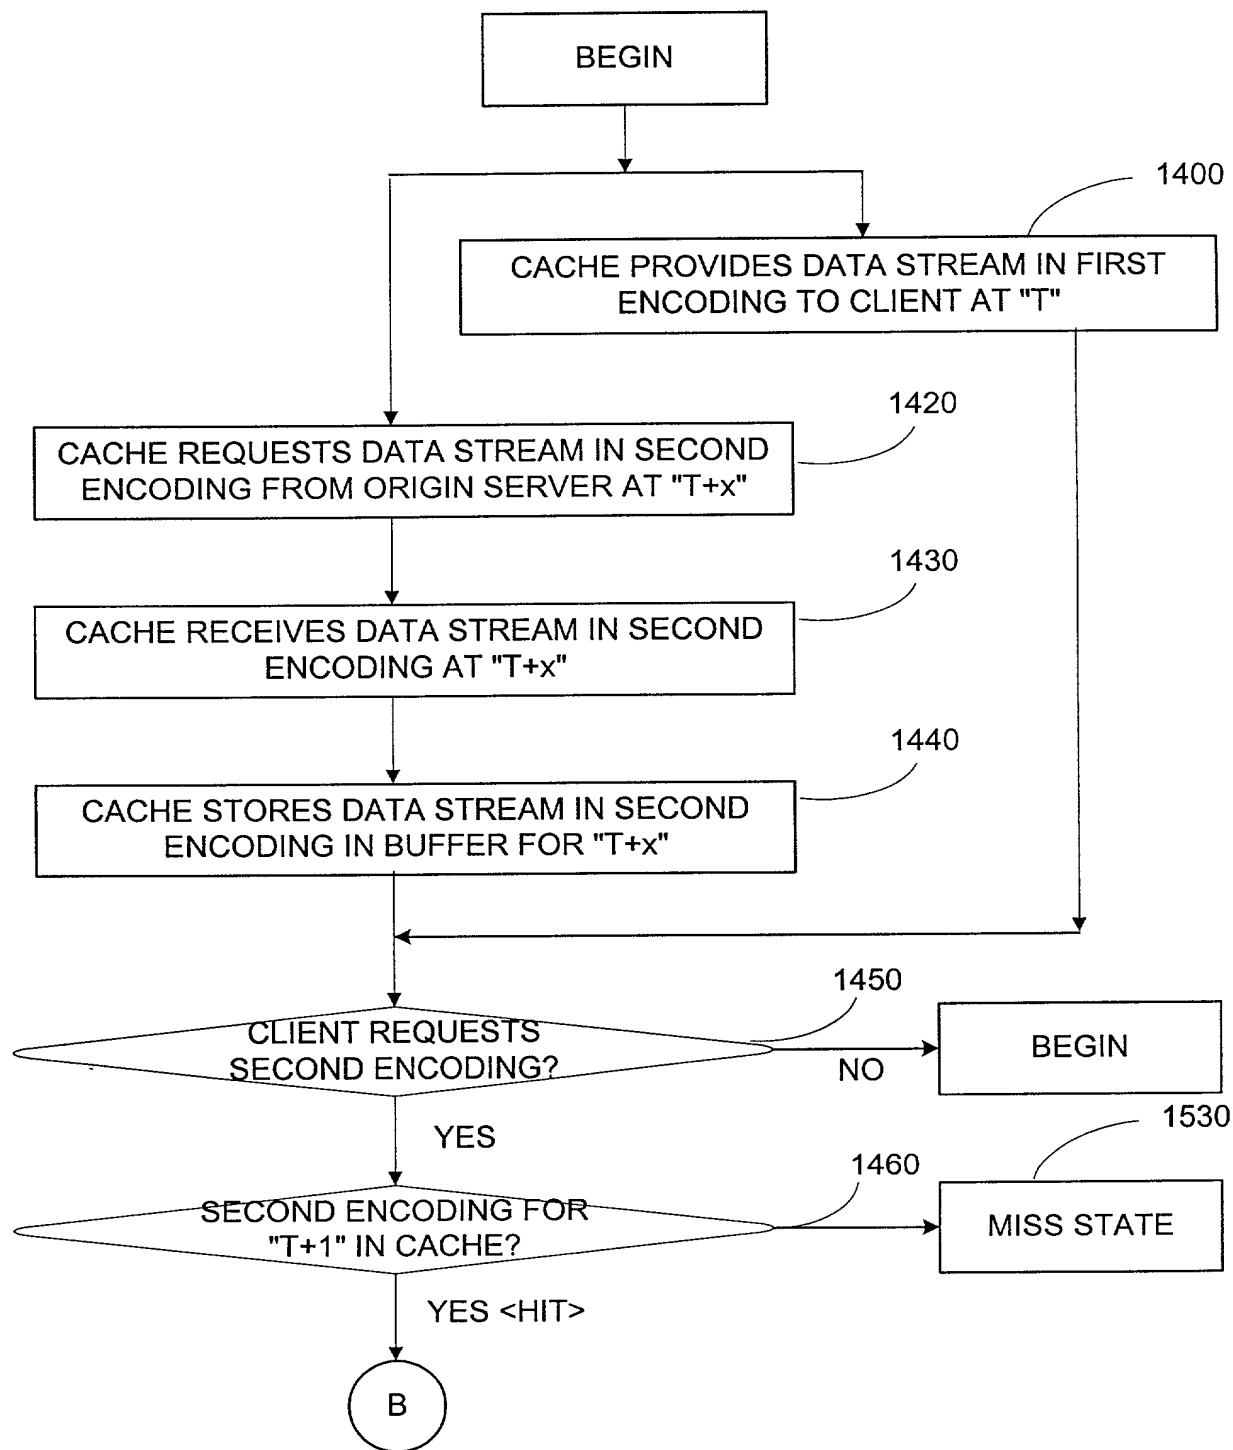 BEGIN
1400
CACHE PROVIDES DATA STREAM IN FIRST
ENCODING TO CLIENT AT "T"
1420
CACHE REQUESTS DATA STREAM IN SECOND
ENCODING FROM ORIGIN SERVER AT "T+x"
1430
CACHE RECEIVES DATA STREAM IN SECOND
ENCODING AT "T+x"
1440
CACHE STORES DATA STREAM IN SECOND
ENCODING IN BUFFER FOR "T+x"
1450
CLIENT REQUESTS
SECOND ENCODING?
NO
BEGIN
YES
1530
1460
SECOND ENCODING FOR
"T+1" IN CACHE?
MISS STATE
YES <HIT>
B